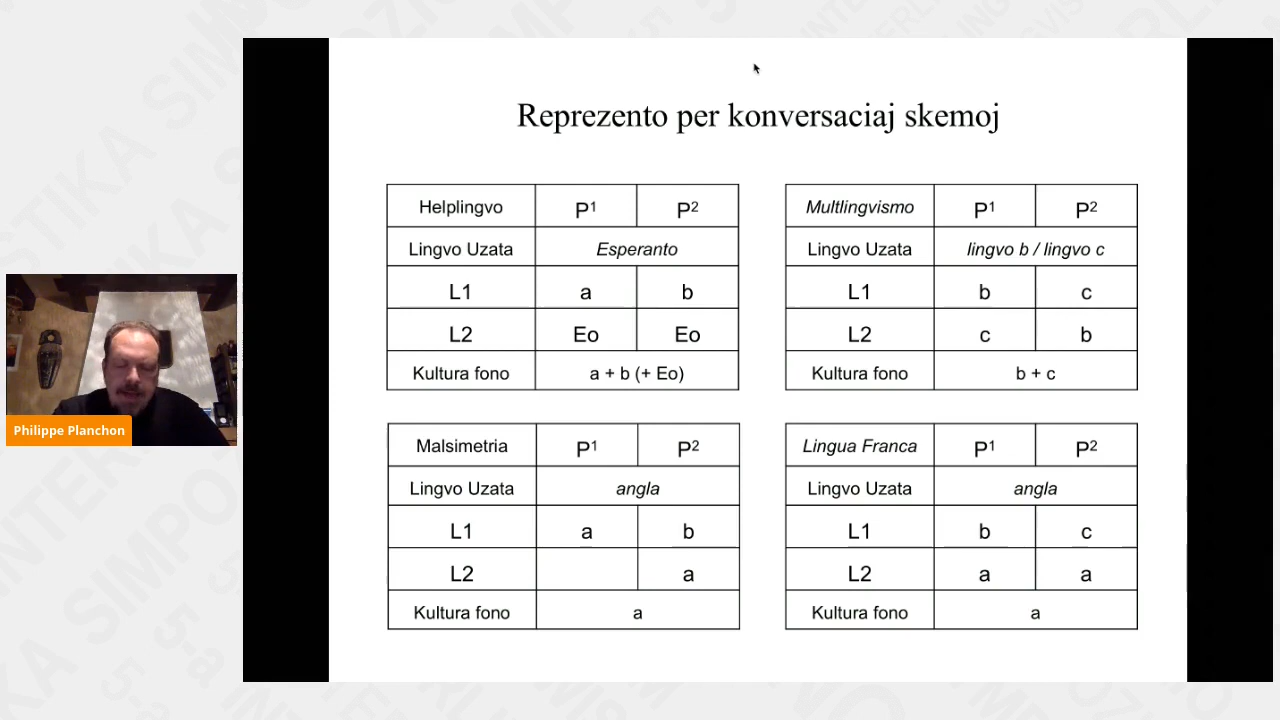 Reprezento per konversaciaj skemoj
Helplingvo P1 P2
Lingvo Uzata Esperanto
L1 a b
L2 Eo Eo
Kultura fono a + b (+ Eo)
Multlingvismo P1 P2
Lingvo Uzata lingvo b / lingvo c
L1 b c
L2 c b
Kultura fono b + c
Malsimetria P1 P2
Lingvo Uzata angla
L1 a b
L2 a
Kultura fono a
Lingua Franca P1 P2
Lingvo Uzata angla
L1 b c
L2 a a
Kultura fono a
Philippe Planchon